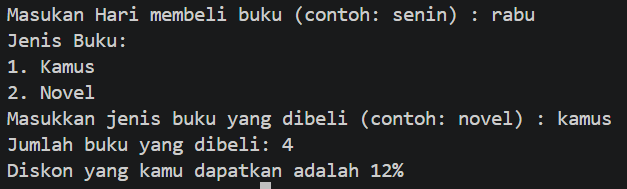 Masukan Hari membeli buku (contoh: senin) : rabu
Jenis Buku:
1. Kamus
2. Novel
Masukkan jenis buku yang dibeli (contoh: novel) : kamus
Jumlah buku yang dibeli: 4
Diskon yang kamu dapatkan adalah 12%